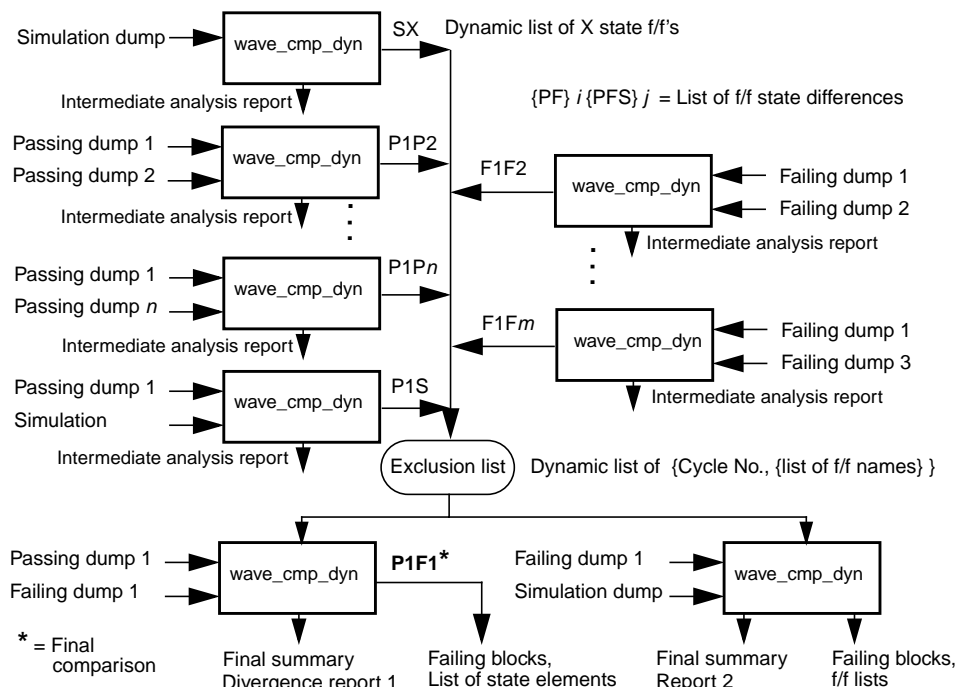 Simulation dump
wave_cmp_dyn
SX
Dynamic list of X state f/f's
Intermediate analysis report
{PF} i {PFS} j = List of f/f state differences
Passing dump 1
Passing dump 2
wave_cmp_dyn
P1P2
Intermediate analysis report
F1F2
wave_cmp_dyn
Failing dump 1
Failing dump 2
Intermediate analysis report
Passing dump 1
Passing dump n
wave_cmp_dyn
P1Pn
Intermediate analysis report
F1Fm
wave_cmp_dyn
Failing dump 1
Failing dump 3
Intermediate analysis report
Passing dump 1
Simulation
wave_cmp_dyn
P1S
Intermediate analysis report
Exclusion list
Dynamic list of {Cycle No., {list of f/f names} }
Passing dump 1
Failing dump 1
wave_cmp_dyn
P1F1*
Failing dump 1
Simulation dump
wave_cmp_dyn
* = Final
comparison
Final summary
Divergence report 1
Failing blocks,
List of state elements
Final summary
Report 2
Failing blocks,
f/f lists